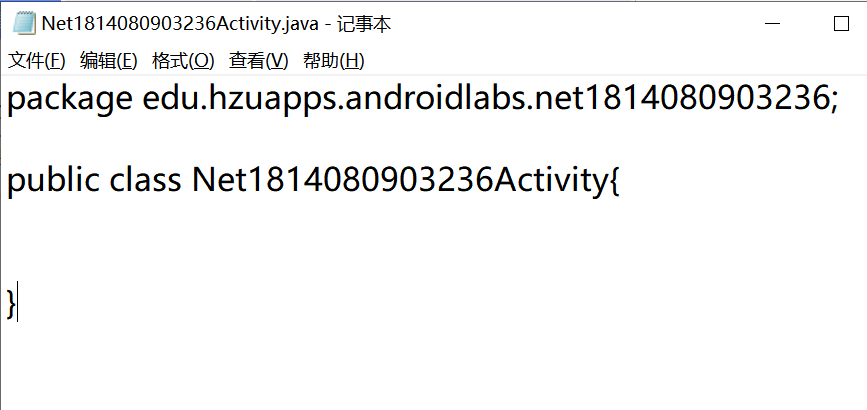 Net1814080903236Activity.java - 记事本
文件(F) 编辑(E) 格式(O) 查看(V) 帮助(H)
package edu.hzuapps.androidlabs.net1814080903236;
public class Net1814080903236Activity{
}